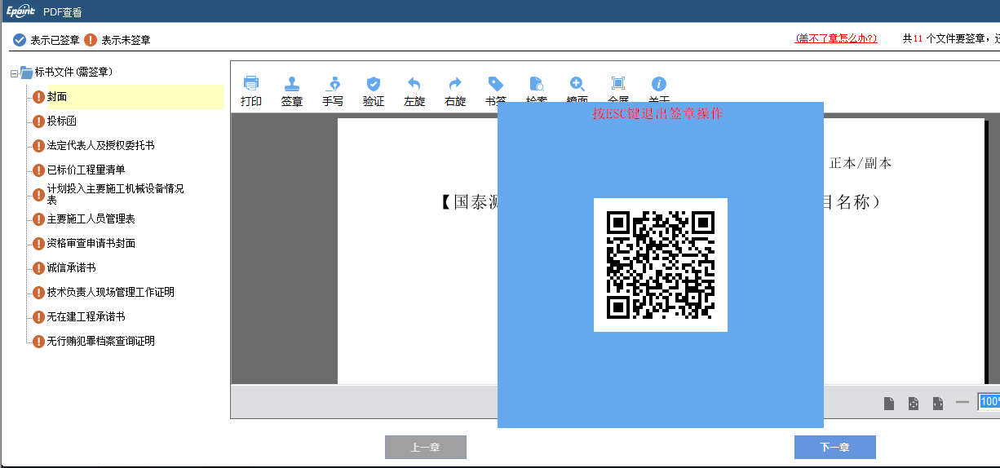 Epoint PDF查看
表示已签章 表示未签章
(盖不了章怎么办?)
共11 个文件要签章，还
标书文件(需签章)
封面
投标函
法定代表人及授权委托书
已标价工程量清单
计划投入主要施工机械设备情况
表
主要施工人员管理表
资格审查申请书封面
诚信承诺书
技术负责人现场管理工作证明
无在建工程承诺书
无行贿犯罪档案查询证明
打印 签章 手写 验证 左旋 右旋 书签 检索 镜面 全屏 关于
按ESC键退出签章操作
正本/副本
【国泰测
目名称）
100%
上一章
下一章